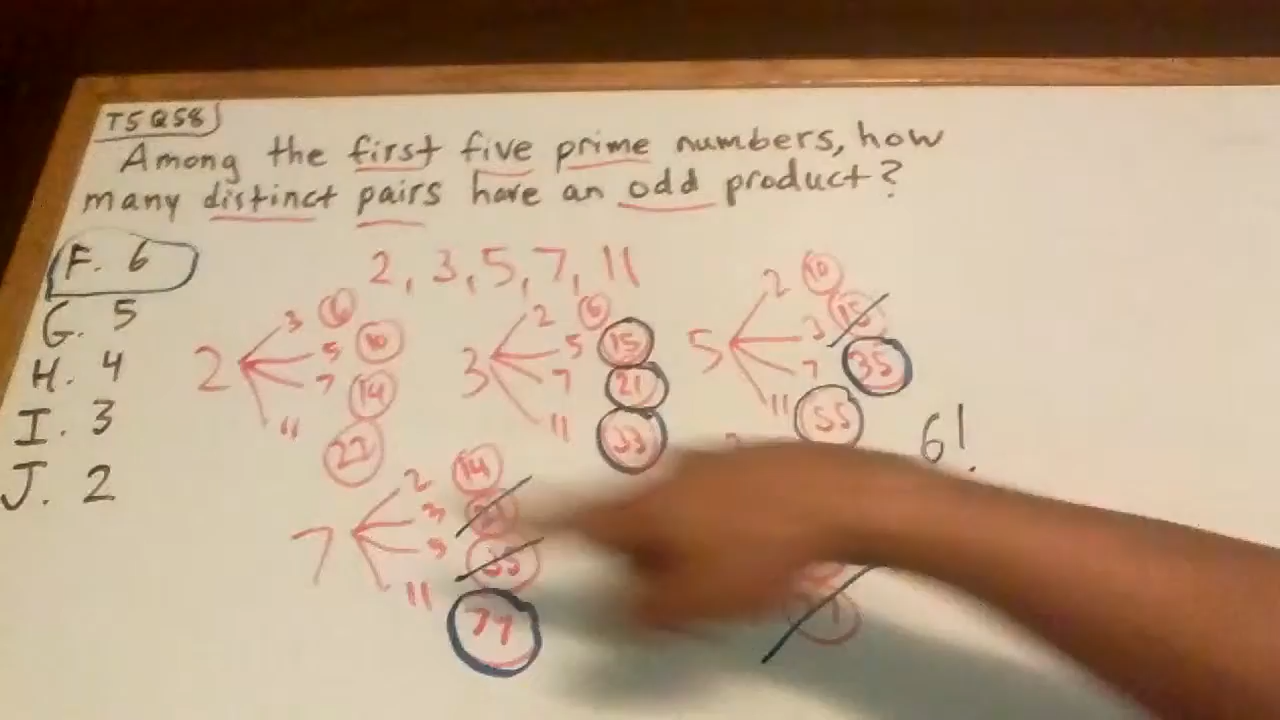 T5Q58
Among the first five prime numbers, how
many distinct pairs have an odd product?
F. 6
G. 5
H. 4
I. 3
J. 2
2, 3, 5, 7, 11
2
3 6
5 10
7 14
11 22
3
2 6
5 15
7 21
11 33
5
2 10
3 15
7 35
11 55
7
2 14
3
5 35
11 77
6!